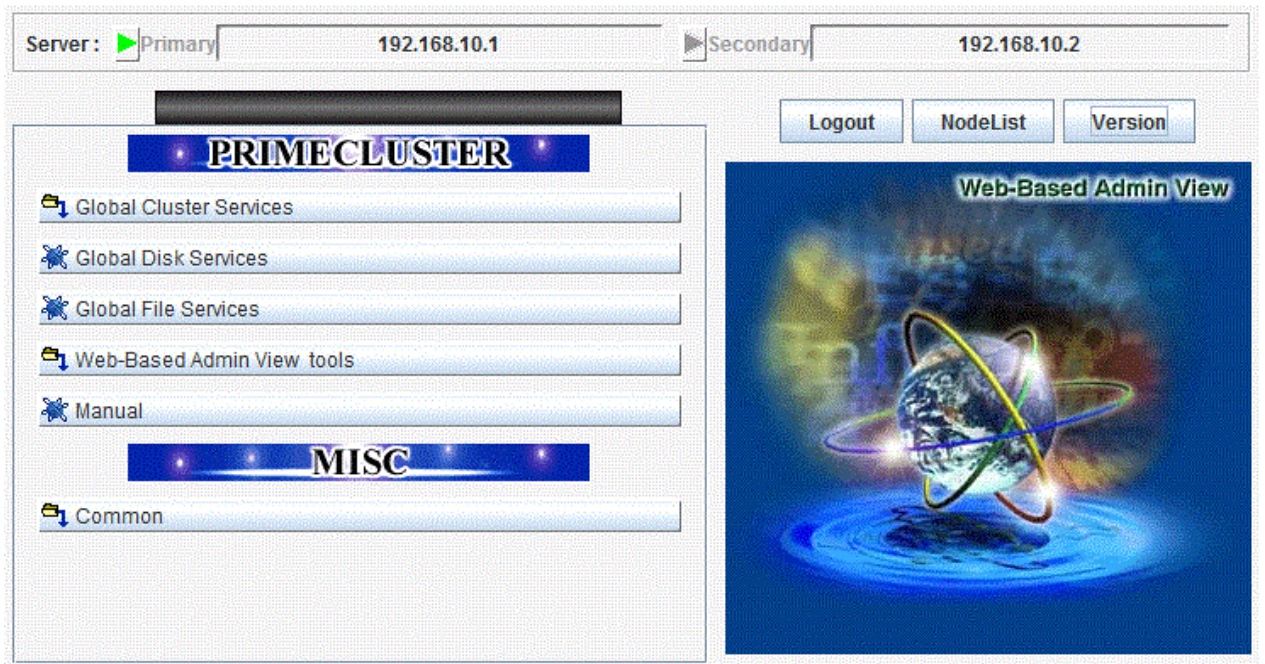 Server : Primary 192.168.10.1 Secondary 192.168.10.2
Logout NodeList Version
PRIMECLUSTER
Global Cluster Services
Global Disk Services
Global File Services
Web-Based Admin View tools
Manual
MISC
Common
Web-Based Admin View